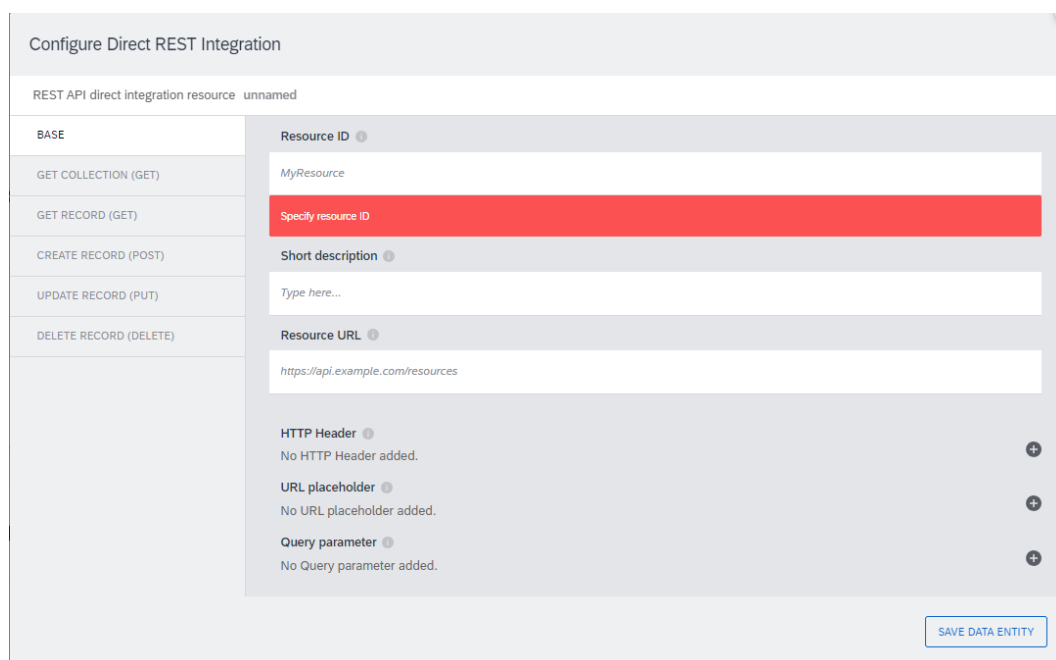 Configure Direct REST Integration
REST API direct integration resource unnamed
BASE
GET COLLECTION (GET)
GET RECORD (GET)
CREATE RECORD (POST)
UPDATE RECORD (PUT)
DELETE RECORD (DELETE)
Resource ID
MyResource
Specify resource ID
Short description
Type here...
Resource URL
https://api.example.com/resources
HTTP Header
No HTTP Header added.
URL placeholder
No URL placeholder added.
Query parameter
No Query parameter added.
SAVE DATA ENTITY